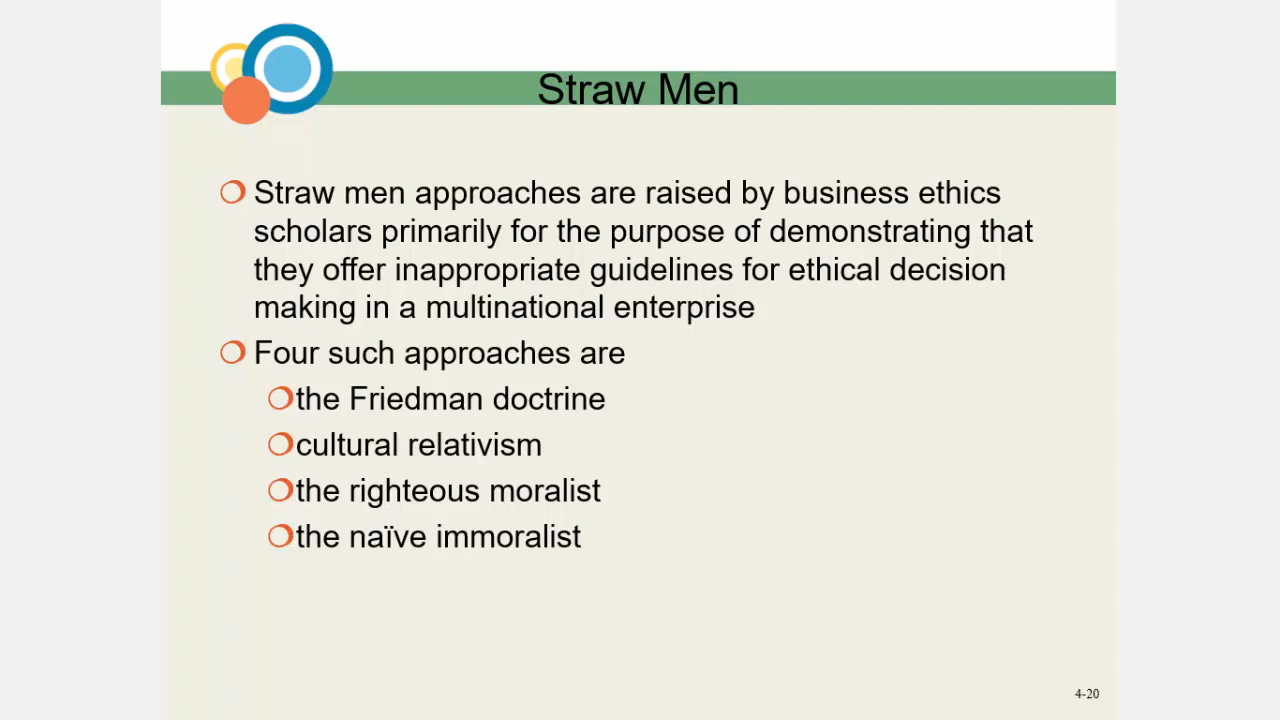 Straw Men
Straw men approaches are raised by business ethics
scholars primarily for the purpose of demonstrating that
they offer inappropriate guidelines for ethical decision
making in a multinational enterprise
Four such approaches are
the Friedman doctrine
cultural relativism
the righteous moralist
the naïve immoralist
4-20